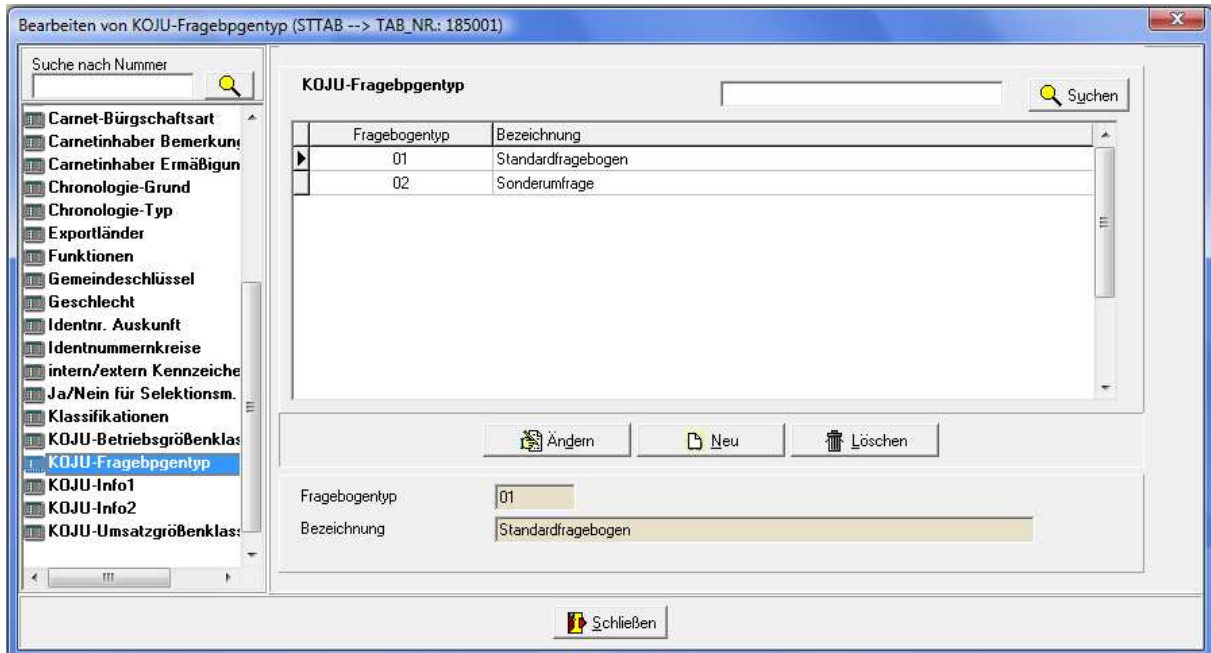 Bearbeiten von KOJU-Fragebpgentyp (STTAB --> TAB_NR.: 185001)
Suche nach Nummer
Carnet-Bürgschaftsart
Carnetinhaber Bemerkung
Carnetinhaber Ermäßigun
Chronologie-Grund
Chronologie-Typ
Exportländer
Funktionen
Gemeindeschlüssel
Geschlecht
Identnr. Auskunft
Identnummernkreise
intern/extern Kennzeiche
Ja/Nein für Selektionsm.
Klassifikationen
KOJU-Betriebsgrößenklas
KOJU-Fragebpgentyp
KOJU-Info1
KOJU-Info2
KOJU-Umsatzgrößenklass
KOJU-Fragebpgentyp
Suchen
Fragebogentyp Bezeichnung
01 Standardfragebogen
02 Sonderumfrage
Ändern Neu Löschen
Fragebogentyp 01
Bezeichnung Standardfragebogen
Schließen